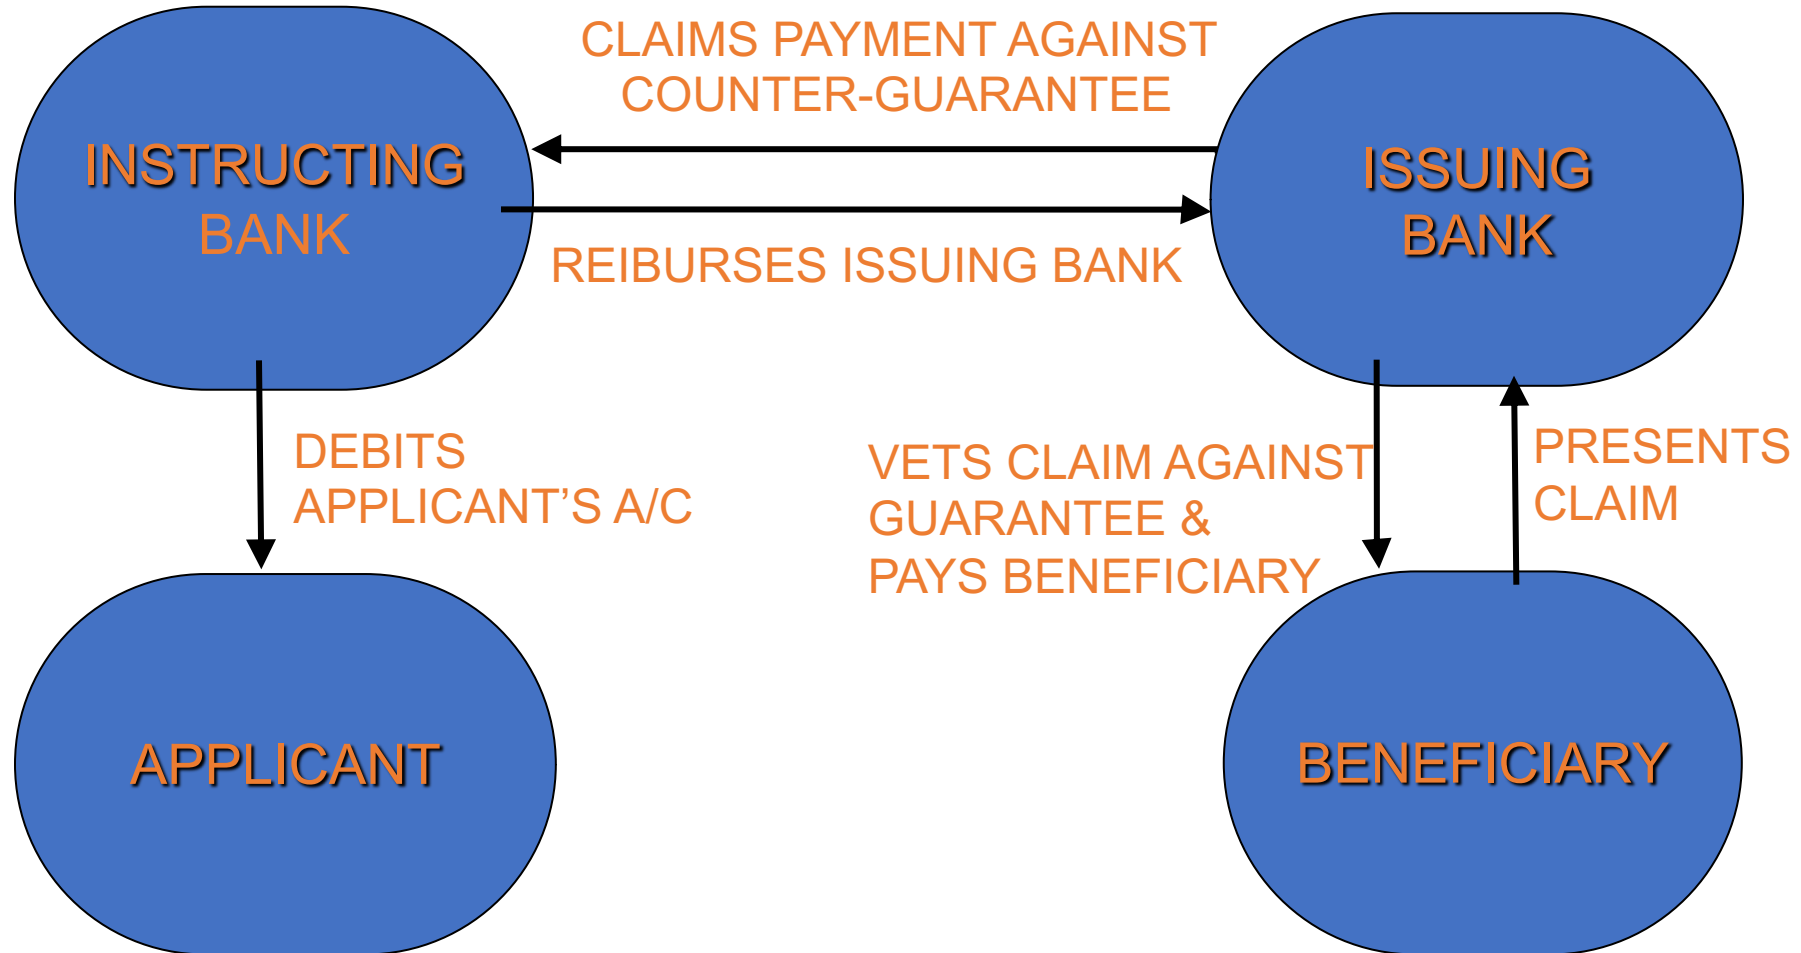 CLAIMS PAYMENT AGAINST
COUNTER-GUARANTEE
INSTRUCTING
BANK
ISSUING
BANK
REIBURSES ISSUING BANK
DEBITS
APPLICANT’S A/C
VETS CLAIM AGAINST
GUARANTEE &
PAYS BENEFICIARY
PRESENTS
CLAIM
APPLICANT
BENEFICIARY